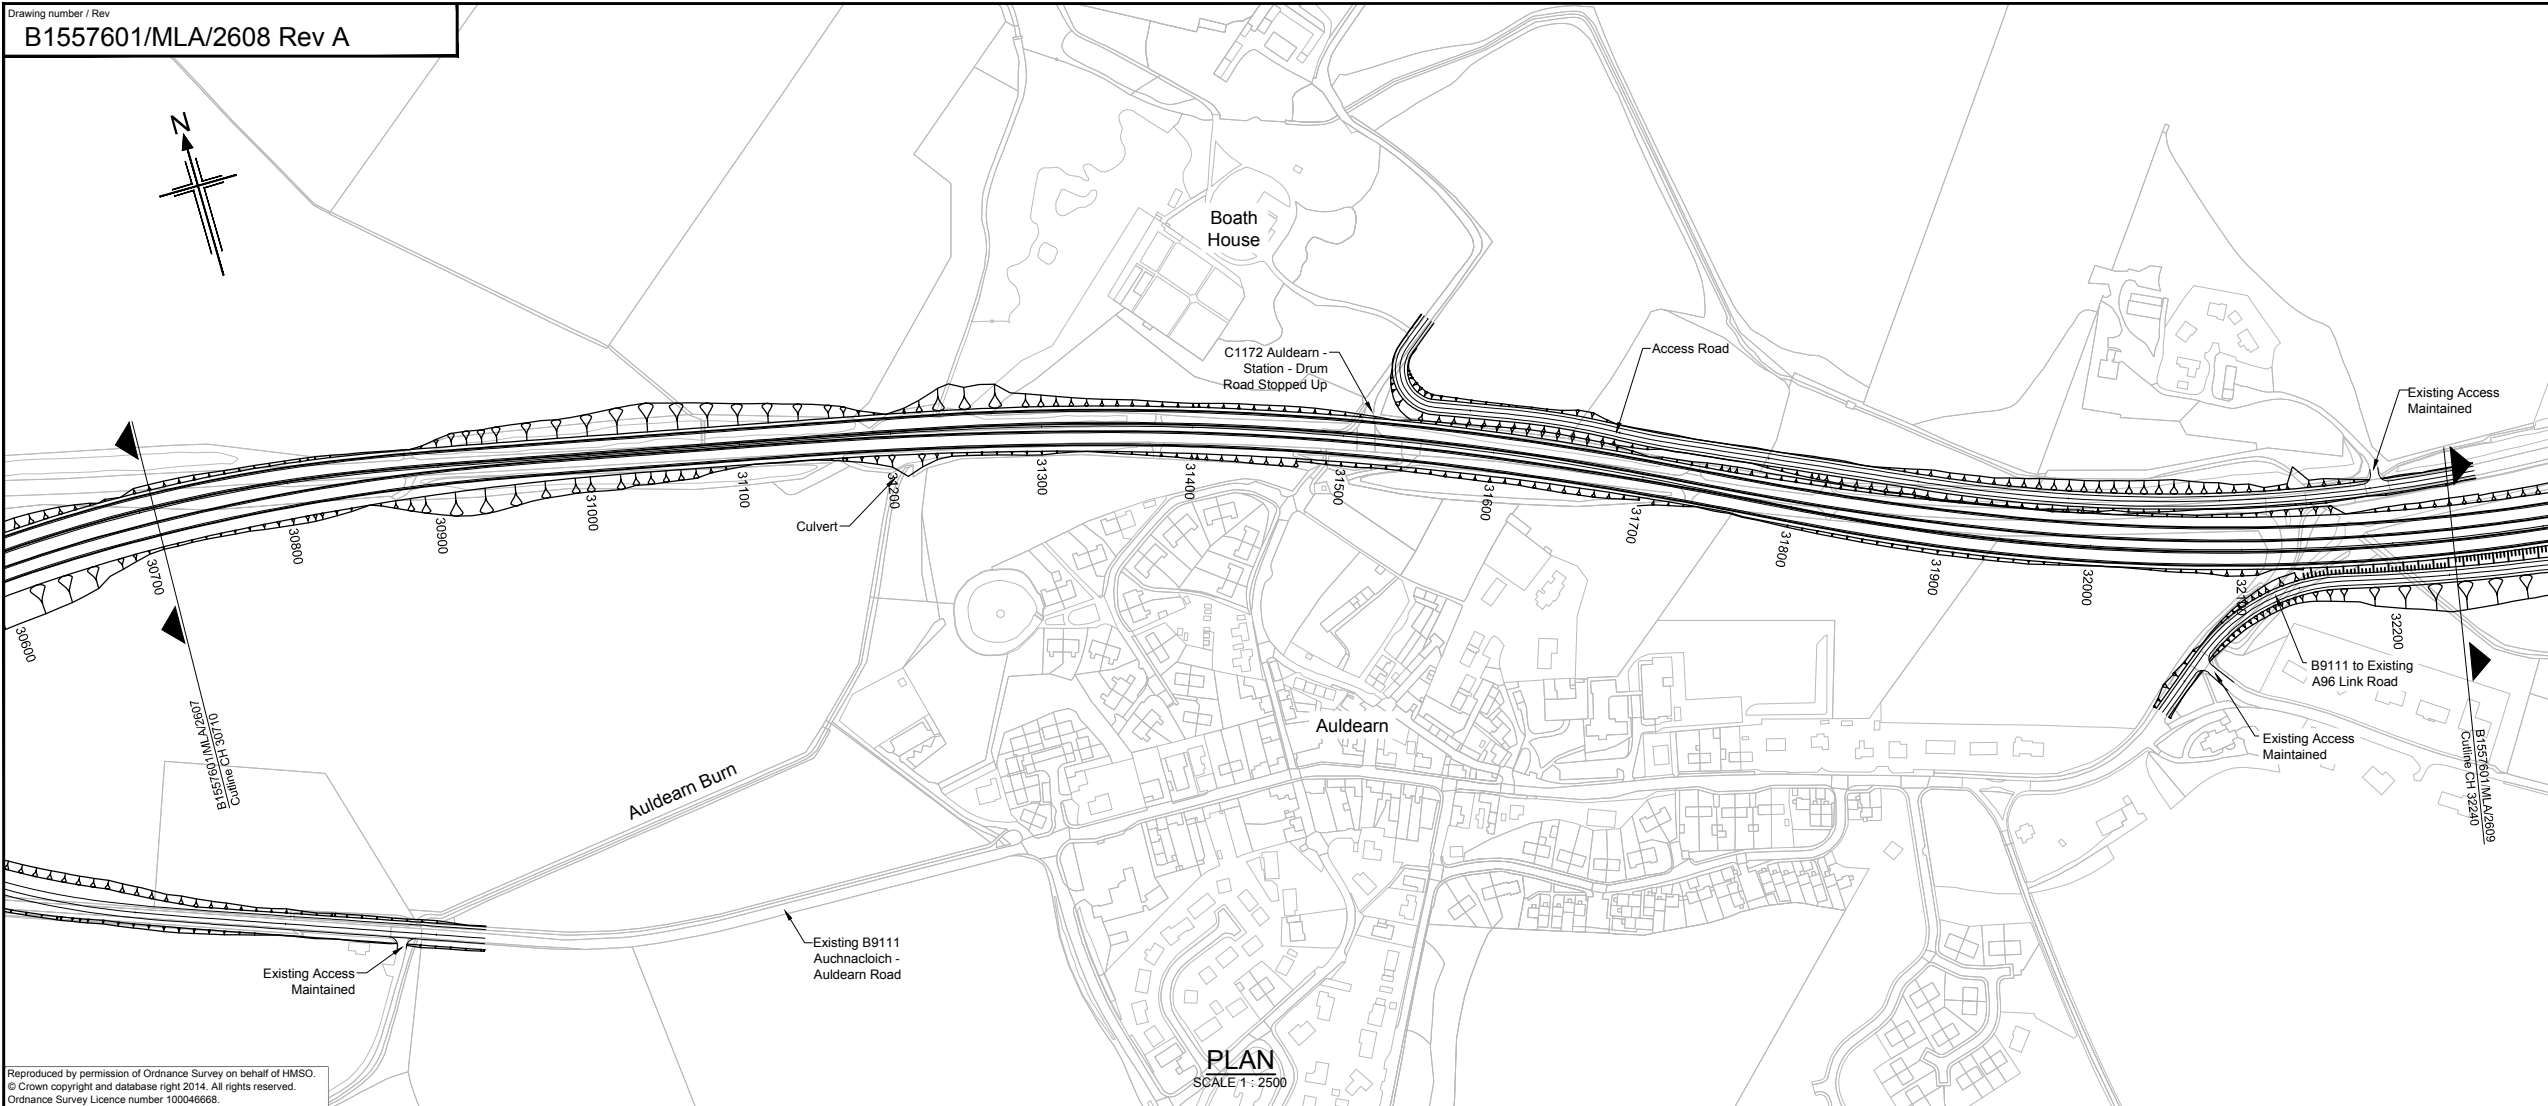 Drawing number / Rev
B1557601/MLA/2608 Rev A
N
Boath
House
C1172 Auldearn -
Station - Drum
Road Stopped Up
Access Road
Existing Access
Maintained
Culvert
30600
30700
30800
30900
31000
31100
31200
31300
31400
31500
31600
31700
31800
31900
32000
32100
32200
B1557601/MLA/2607
Cutline CH 30710
B9111 to Existing
A96 Link Road
Existing Access
Maintained
B1557601/MLA/2609
Cutline CH 32240
Auldearn
Auldearn Burn
Existing B9111
Auchnacloich -
Auldearn Road
Existing Access
Maintained
PLAN
SCALE 1 : 2500
Reproduced by permission of Ordnance Survey on behalf of HMSO.
© Crown copyright and database right 2014. All rights reserved.
Ordnance Survey Licence number 100046668.